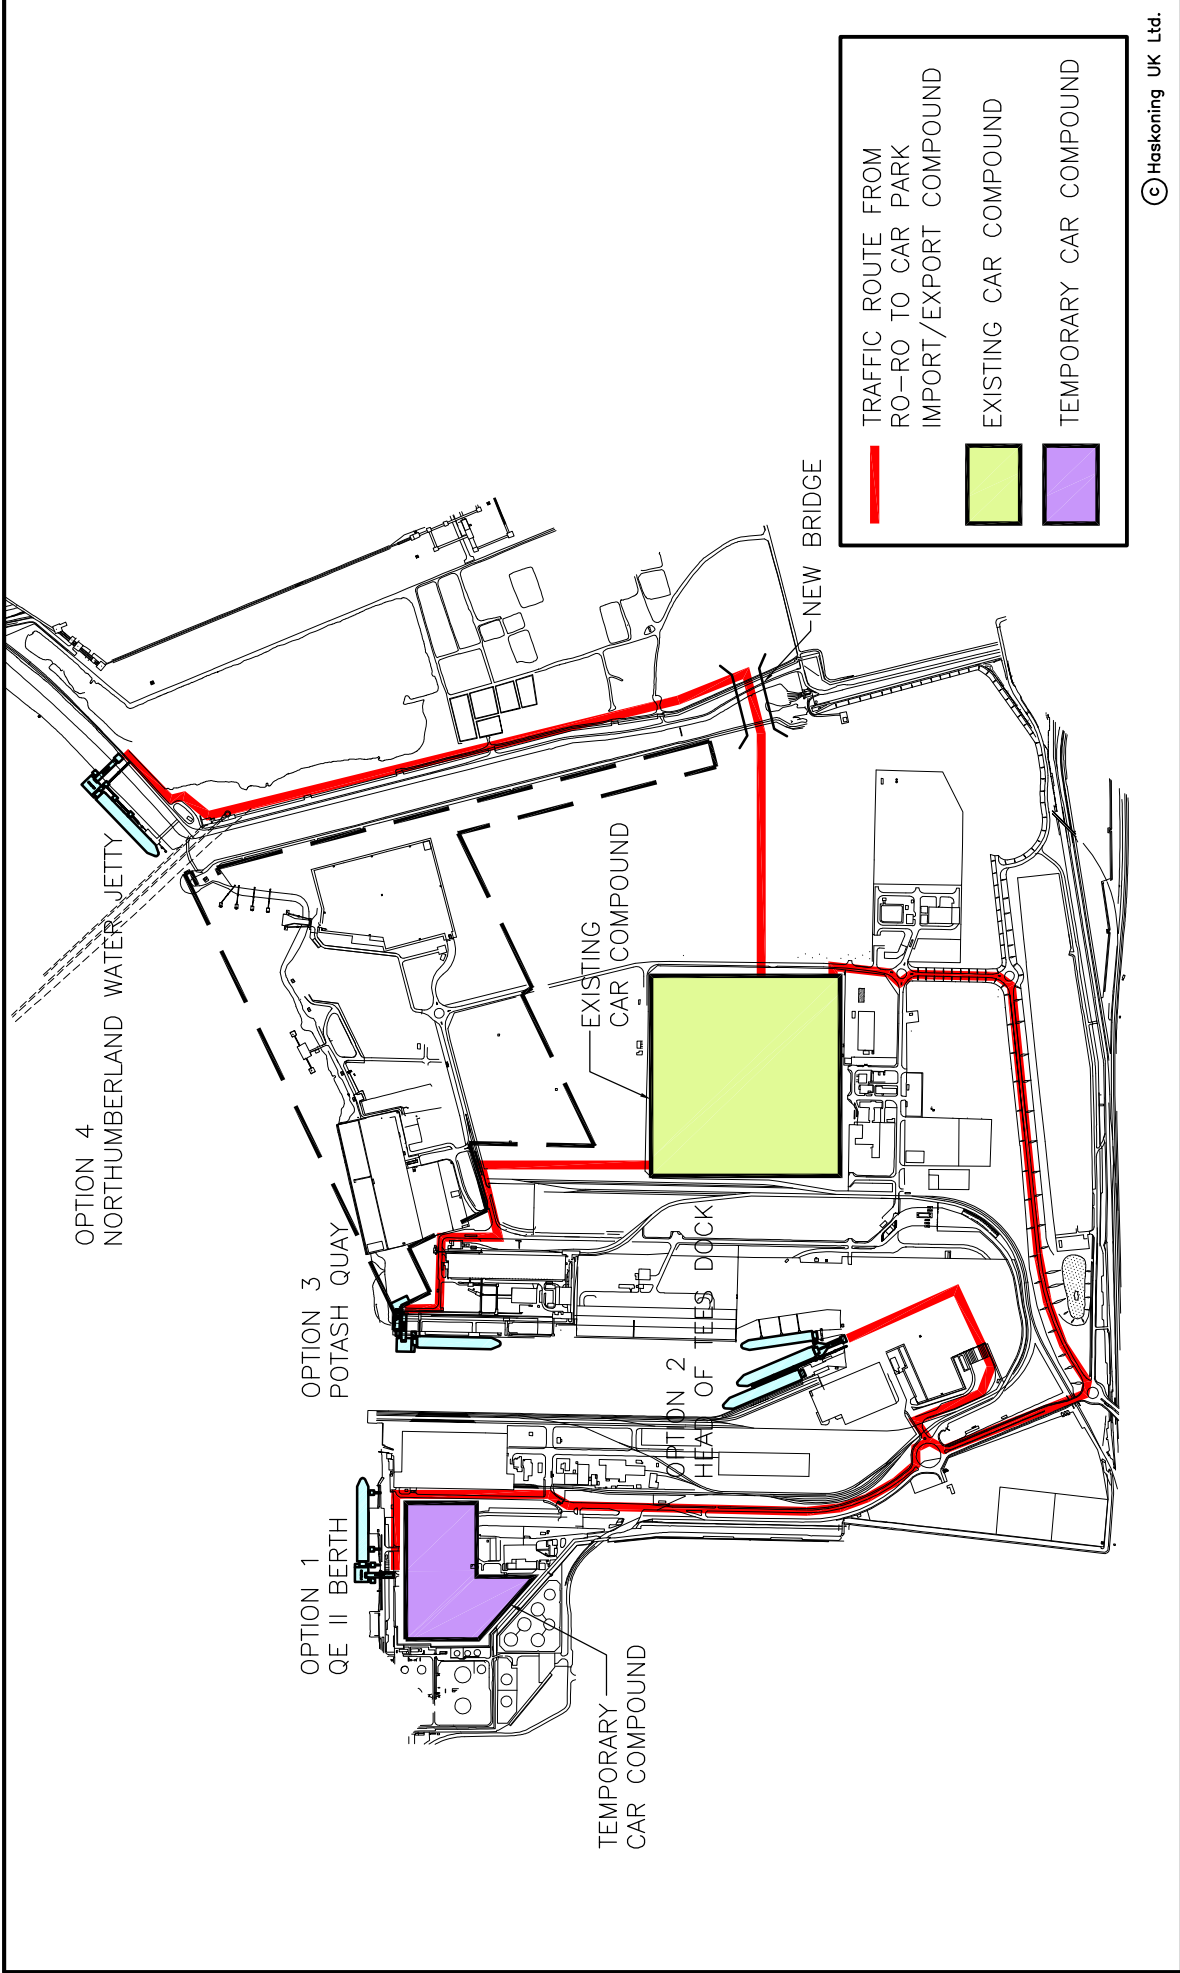 OPTION 4
NORTHUMBERLAND WATER JETTY
OPTION 3
POTASH QUAY
OPTION 1
QE II BERTH
OPTION 2
HEAD OF TEES DOCK
EXISTING
CAR COMPOUND
TEMPORARY
CAR COMPOUND
NEW BRIDGE
TRAFFIC ROUTE FROM
RO-RO TO CAR PARK
IMPORT/EXPORT COMPOUND
EXISTING CAR COMPOUND
TEMPORARY CAR COMPOUND
© Haskoning UK Ltd.